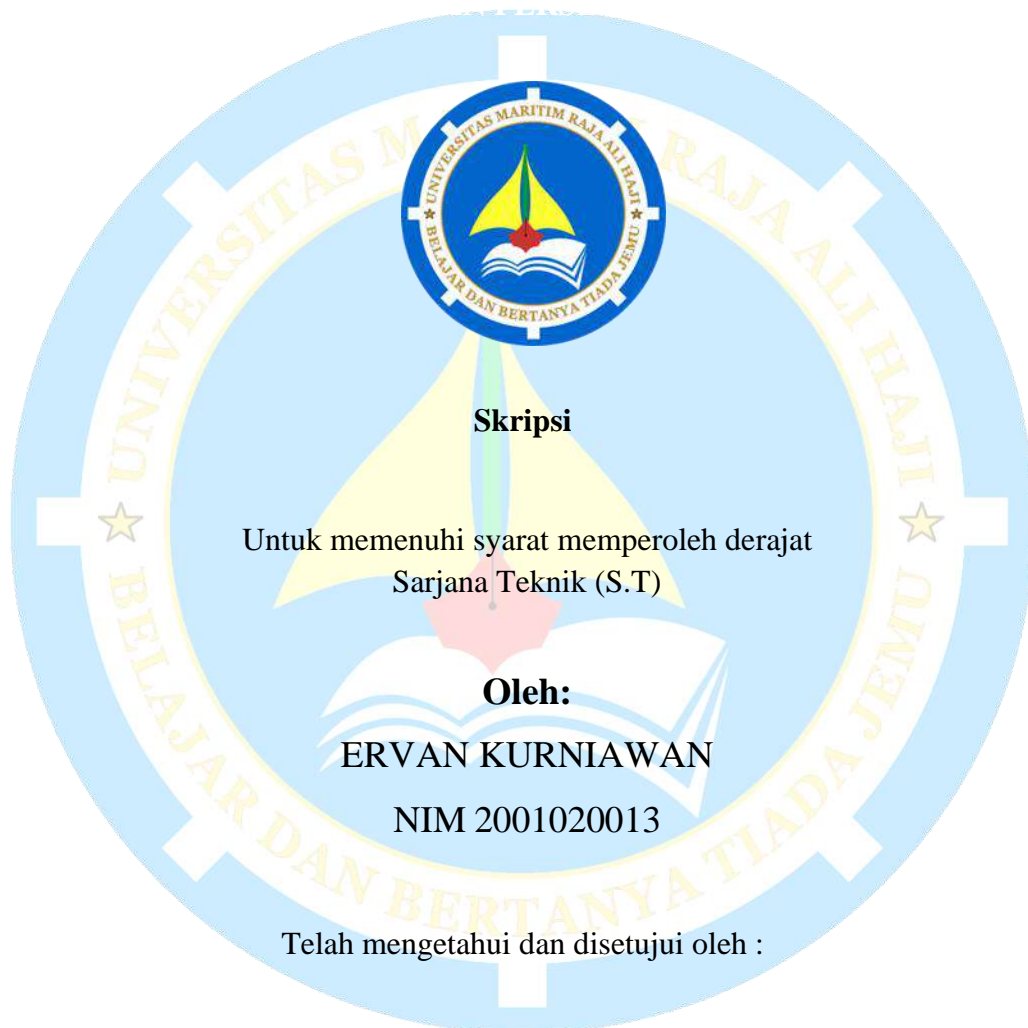 UNIVERSITAS MARITIM RAJA ALI HAJI
BELAJAR DAN BERTANYA TIADA JEMU
Skripsi
Untuk memenuhi syarat memperoleh derajat
Sarjana Teknik (S.T)
Oleh:
ERVAN KURNIAWAN
NIM 2001020013
Telah mengetahui dan disetujui oleh :